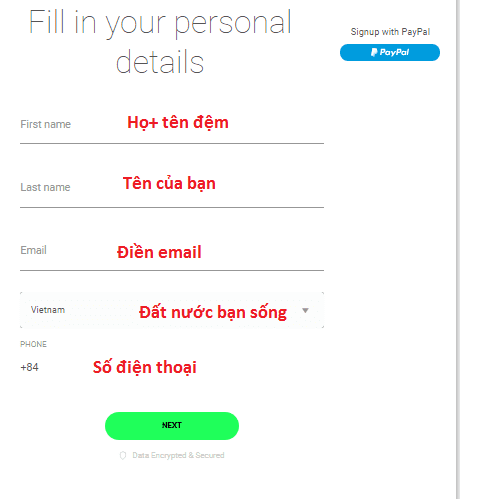 Fill in your personal
details
Signup with PayPal
PayPal
First name
Họ+ tên đệm
Last name
Tên của bạn
Email
Điền email
Vietnam
Đất nước bạn sống
PHONE
+84
Số điện thoại
NEXT
Data Encrypted & Secured